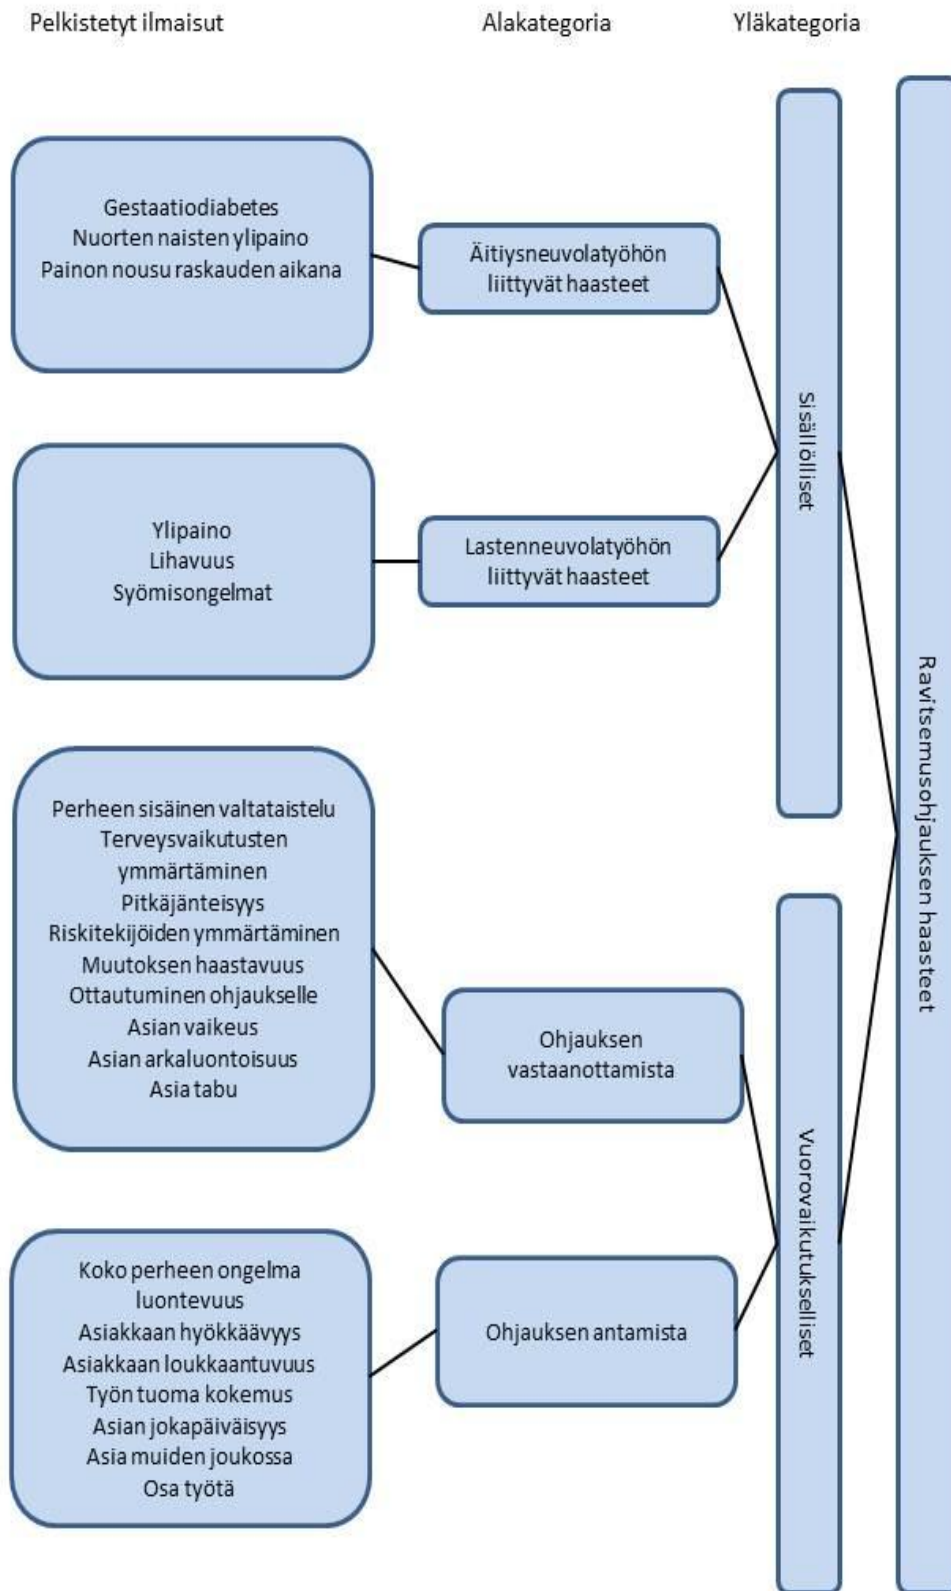 Pelkistetyt ilmaisut
Alakategoria
Yläkategoria
Gestaatiodiabetes
Nuorten naisten ylipaino
Painon nousu raskauden aikana
Äitiysneuvolatyöhön
liittyvät haasteet
Sisällölliset
Ylipaino
Lihavuus
Syömisongelmat
Lastenneuvolatyöhön
liittyvät haasteet
Ravitsemusohjauksen haasteet
Perheen sisäinen valtataistelu
Terveysvaikutusten
ymmärtäminen
Pitkäjänteisyys
Riskitekijöiden ymmärtäminen
Muutoksen haastavuus
Ottautuminen ohjaukselle
Asian vaikeus
Asian arkaluontoisuus
Asia tabu
Ohjauksen
vastaanottamista
Vuorovaikutukselliset
Koko perheen ongelma
luontevuus
Asiakkaan hyökkäävyys
Asiakkaan loukkaantuvuus
Työn tuoma kokemus
Asian jokapäiväisyys
Asia muiden joukossa
Osa työtä
Ohjauksen antamista